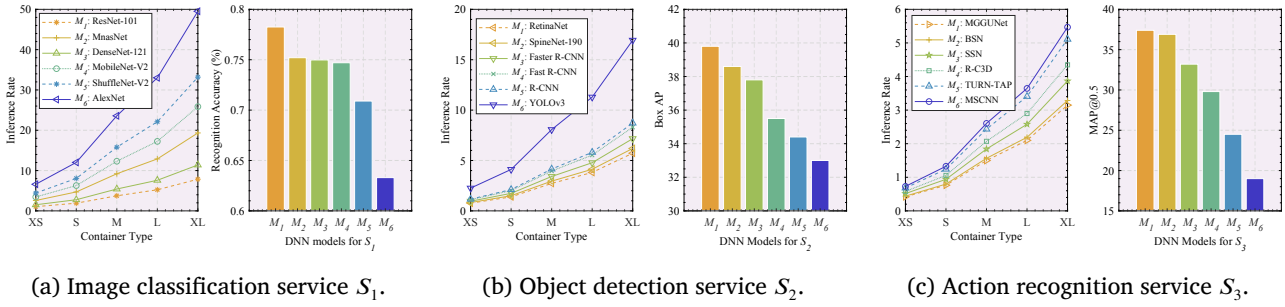 50
40
30
20
10
0
Inference Rate
M1: ResNet-101
M2: MnasNet
M3: DenseNet-121
M4: MobileNet-V2
M5: ShuffleNet-V2
M6: AlexNet
XS S M L XL
Container Type
0.8
0.75
0.7
0.65
0.6
Recognition Accuracy (%)
M1 M2 M3 M4 M5 M6
DNN models for S1
20
15
10
5
0
Inference Rate
M1: RetinaNet
M2: SpineNet-190
M3: Faster R-CNN
M4: Fast R-CNN
M5: R-CNN
M6: YOLOv3
XS S M L XL
Container Type
42
40
38
36
34
32
30
Box AP
M1 M2 M3 M4 M5 M6
DNN models for S2
6
5
4
3
2
1
0
Inference Rate
M1: MGGUNet
M2: BSN
M3: SSN
M4: R-C3D
M5: TURN-TAP
M6: MSCNN
XS S M L XL
Container Type
40
35
30
25
20
15
MAP@0.5
M1 M2 M3 M4 M5 M6
DNN Models for S3
(a) Image classification service S1.
(b) Object detection service S2.
(c) Action recognition service S3.